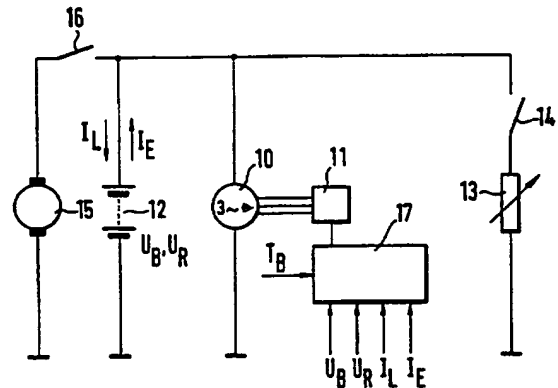 16
I_L
I_E
10
11
14
13
15
12
3~
17
U_B, U_R
T_B
U_B U_R I_L I_E